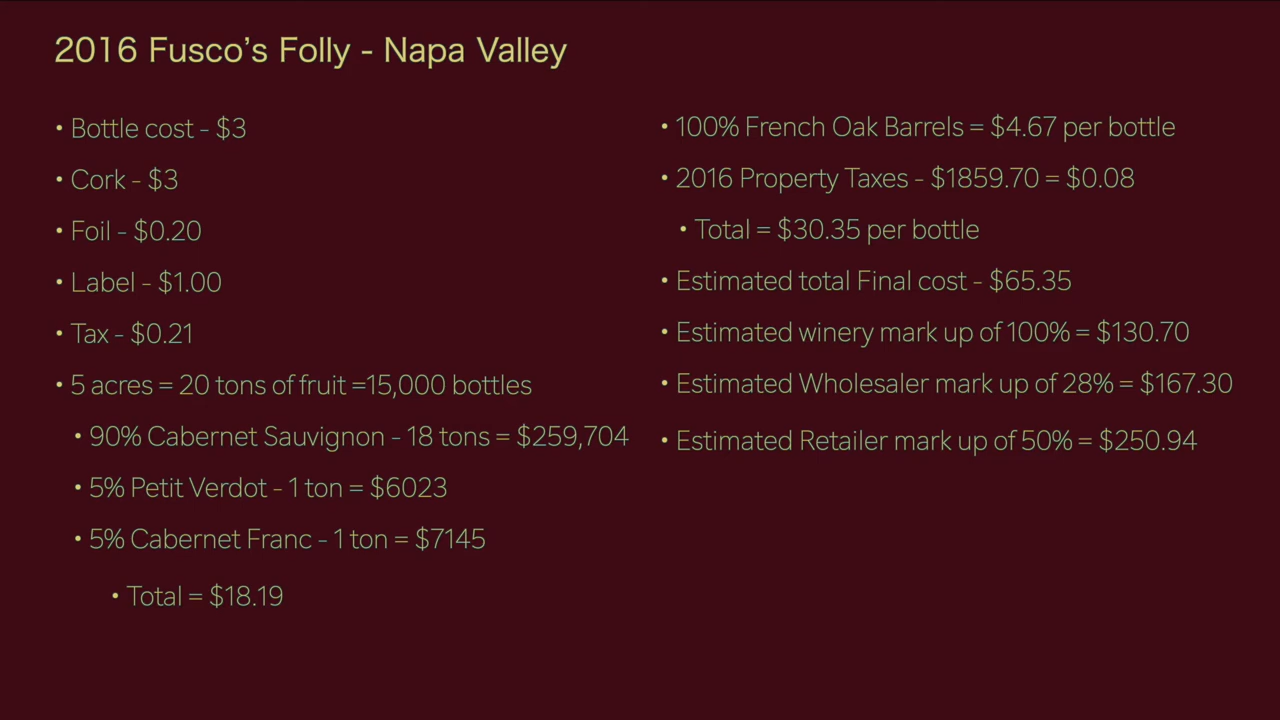 2016 Fusco’s Folly - Napa Valley
• Bottle cost - $3
• Cork - $3
• Foil - $0.20
• Label - $1.00
• Tax - $0.21
• 5 acres = 20 tons of fruit =15,000 bottles
• 90% Cabernet Sauvignon - 18 tons = $259,704
• 5% Petit Verdot - 1 ton = $6023
• 5% Cabernet Franc - 1 ton = $7145
• Total = $18.19
• 100% French Oak Barrels = $4.67 per bottle
• 2016 Property Taxes - $1859.70 = $0.08
• Total = $30.35 per bottle
• Estimated total Final cost - $65.35
• Estimated winery mark up of 100% = $130.70
• Estimated Wholesaler mark up of 28% = $167.30
• Estimated Retailer mark up of 50% = $250.94